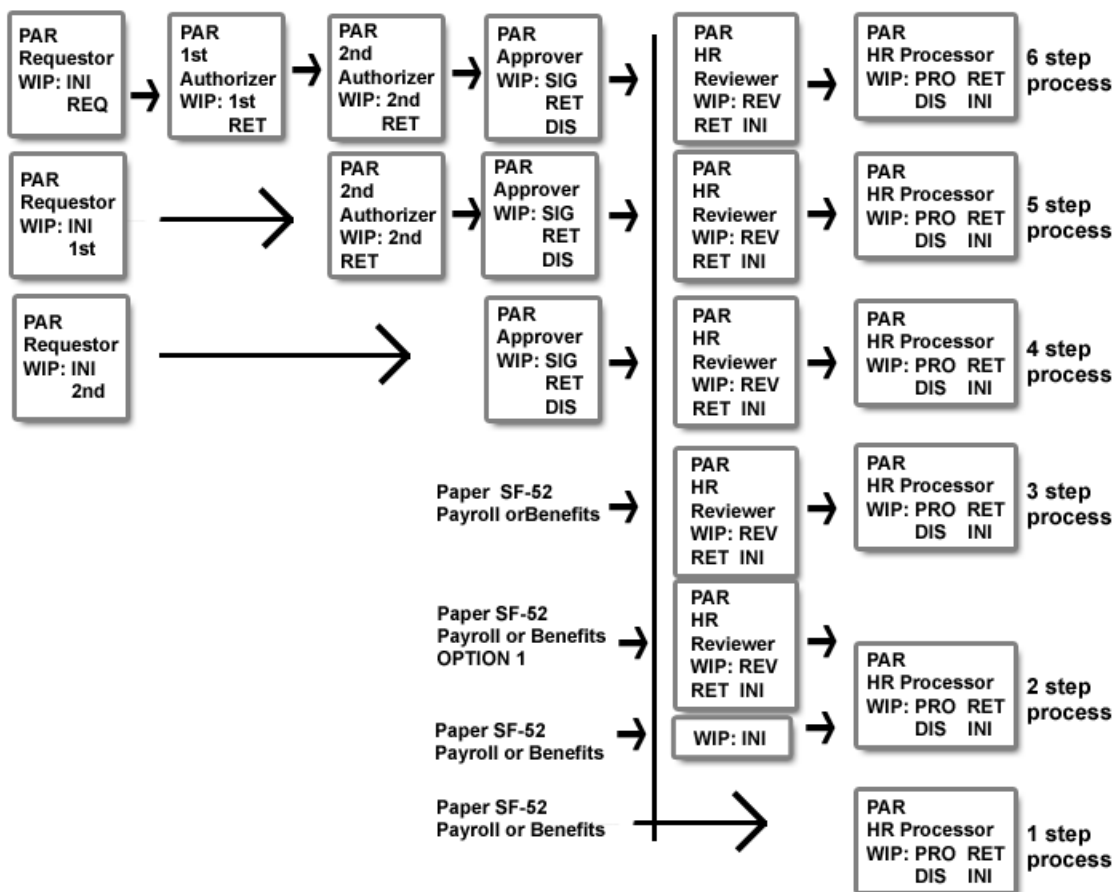 PAR
Requestor
WIP: INI
REQ
PAR
1st
Authorizer
WIP: 1st
RET
PAR
2nd
Authorizer
WIP: 2nd
RET
PAR
Approver
WIP: SIG
RET
DIS
PAR
HR
Reviewer
WIP: REV
RET INI
PAR
HR Processor
WIP: PRO RET
DIS INI
6 step
process
PAR
Requestor
WIP: INI
1st
PAR
2nd
Authorizer
WIP: 2nd
RET
PAR
Approver
WIP: SIG
RET
DIS
PAR
HR
Reviewer
WIP: REV
RET INI
PAR
HR Processor
WIP: PRO RET
DIS INI
5 step
process
PAR
Requestor
WIP: INI
2nd
PAR
Approver
WIP: SIG
RET
DIS
PAR
HR
Reviewer
WIP: REV
RET INI
PAR
HR Processor
WIP: PRO RET
DIS INI
4 step
process
Paper SF-52
Payroll orBenefits
PAR
HR
Reviewer
WIP: REV
RET INI
PAR
HR Processor
WIP: PRO RET
DIS INI
3 step
process
Paper SF-52
Payroll or Benefits
OPTION 1
PAR
HR
Reviewer
WIP: REV
RET INI
Paper SF-52
Payroll or Benefits
WIP: INI
PAR
HR Processor
WIP: PRO RET
DIS INI
2 step
process
Paper SF-52
Payroll or Benefits
PAR
HR Processor
WIP: PRO RET
DIS INI
1 step
process